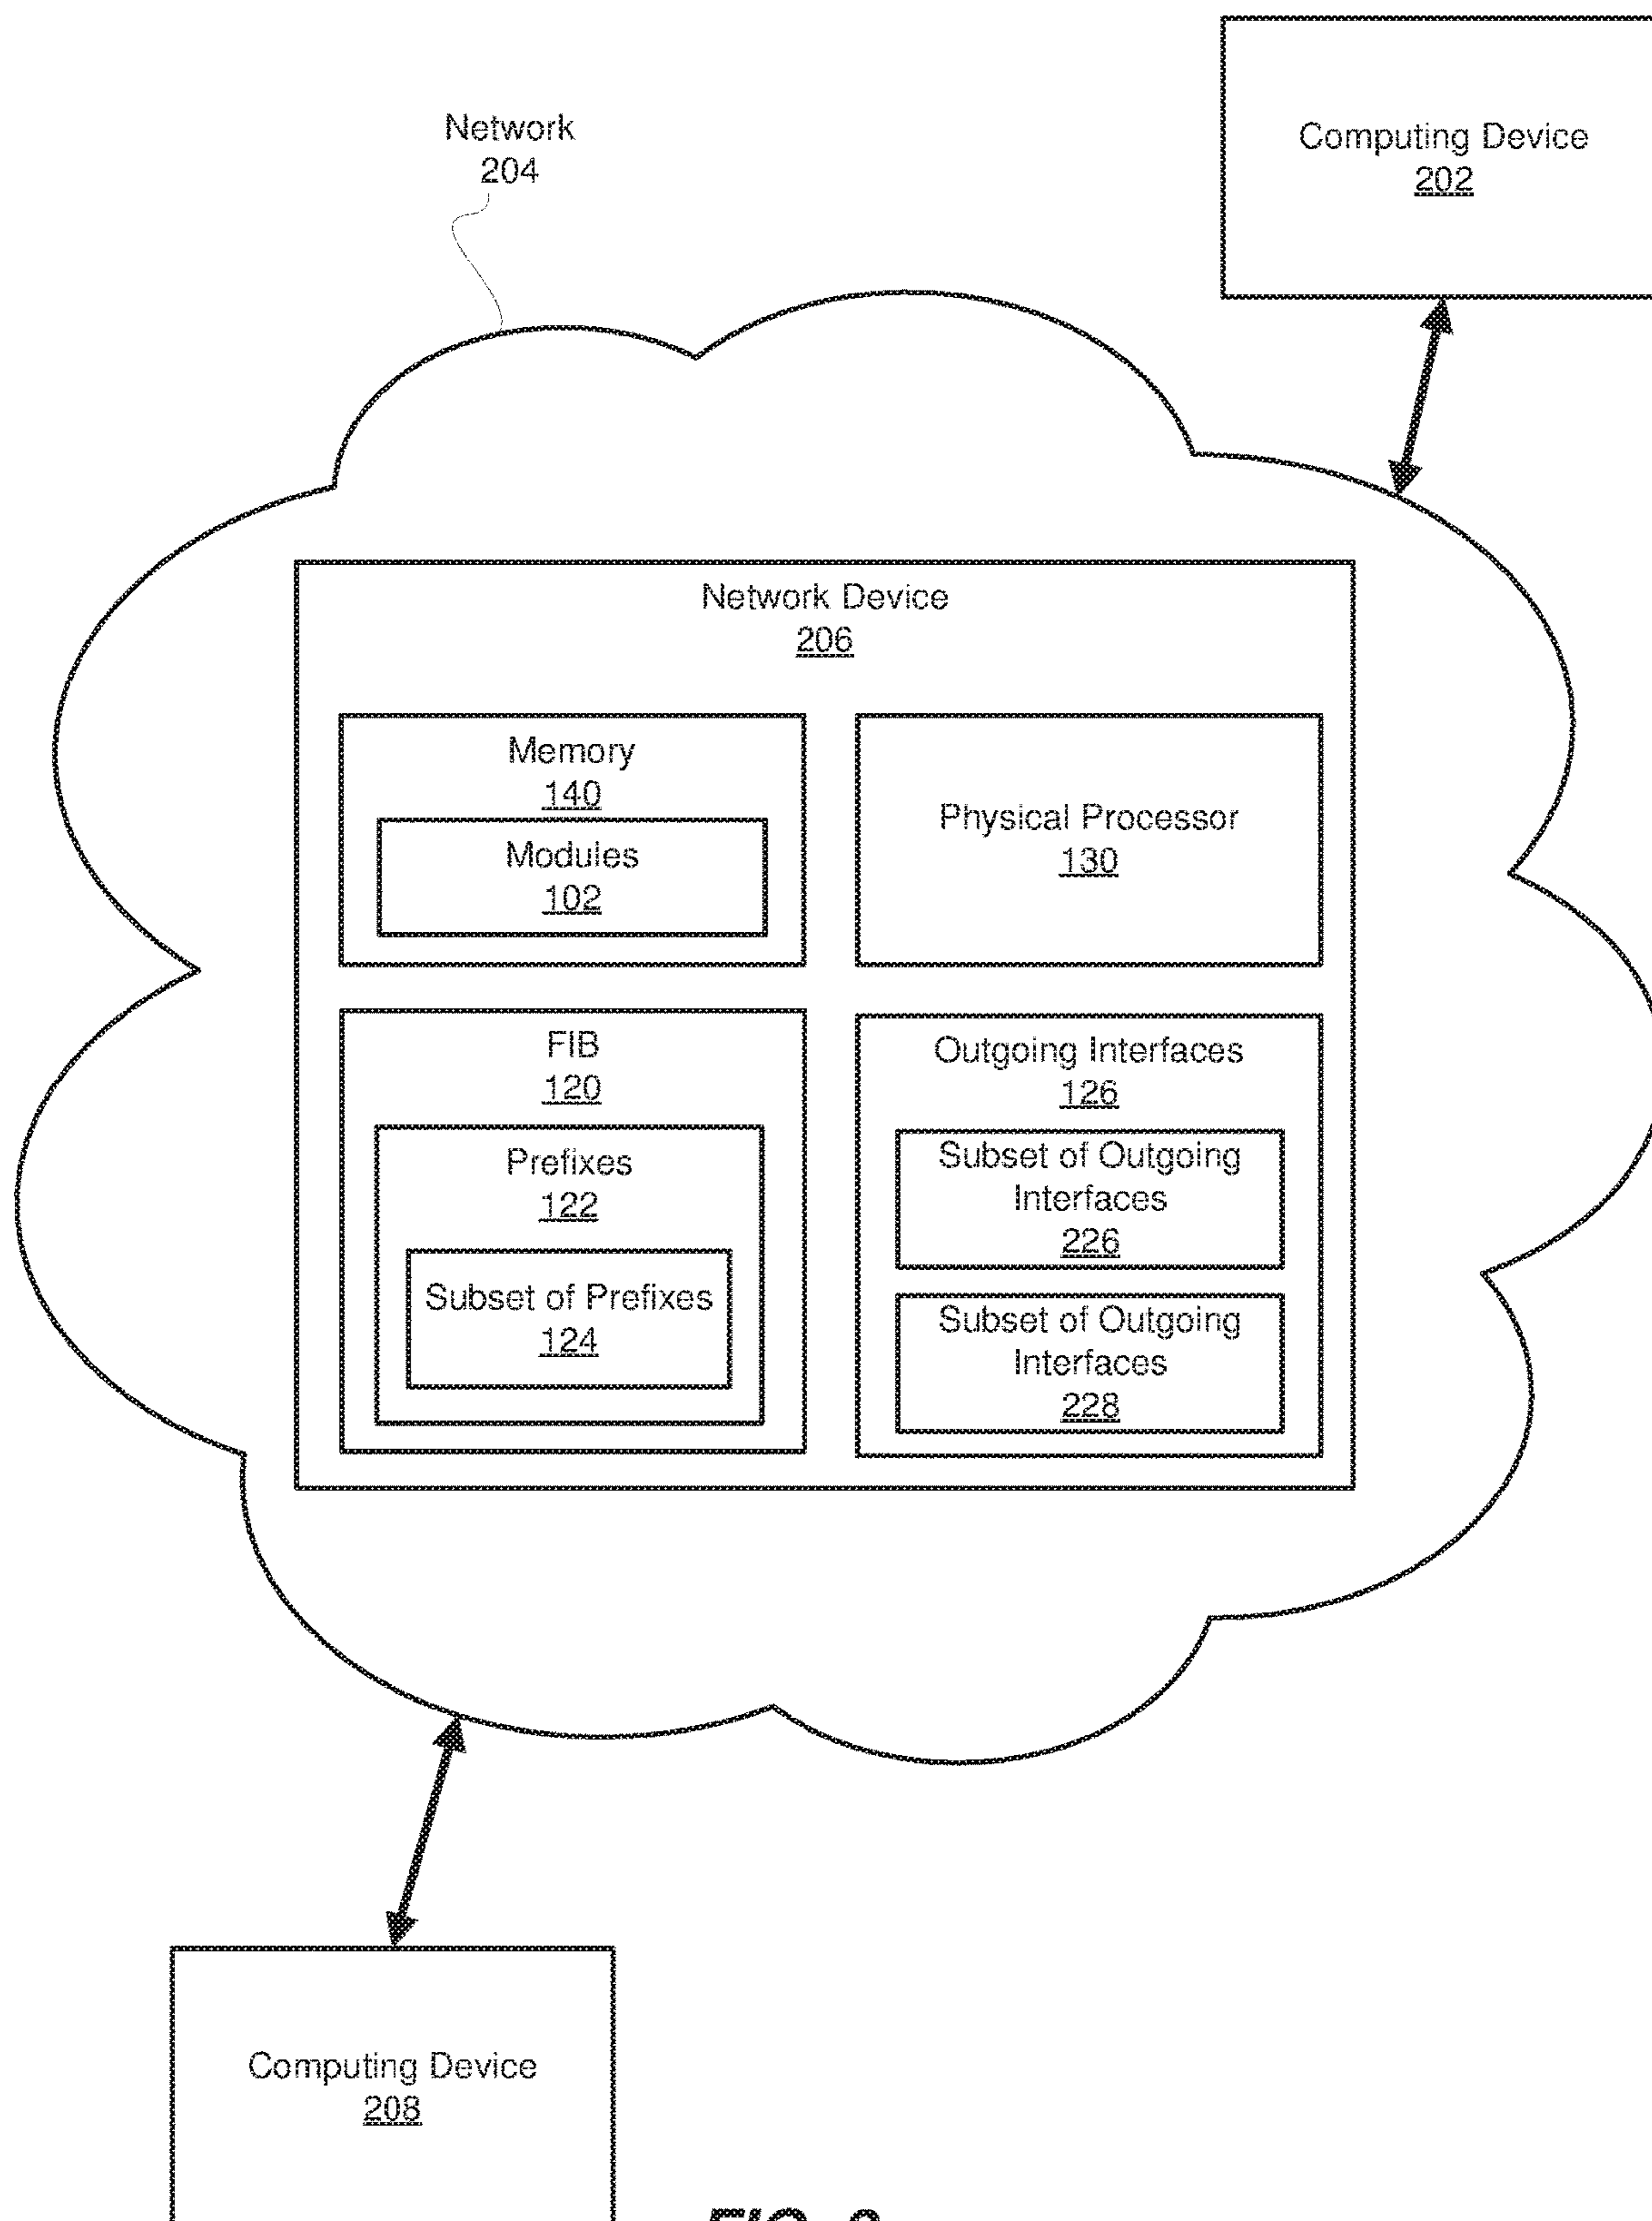 Computing Device
202
Network
204
Network Device
206
Memory
140
Modules
102
Physical Processor
130
FIB
120
Prefixes
122
Subset of Prefixes
124
Outgoing Interfaces
126
Subset of Outgoing
Interfaces
226
Subset of Outgoing
Interfaces
228
Computing Device
208